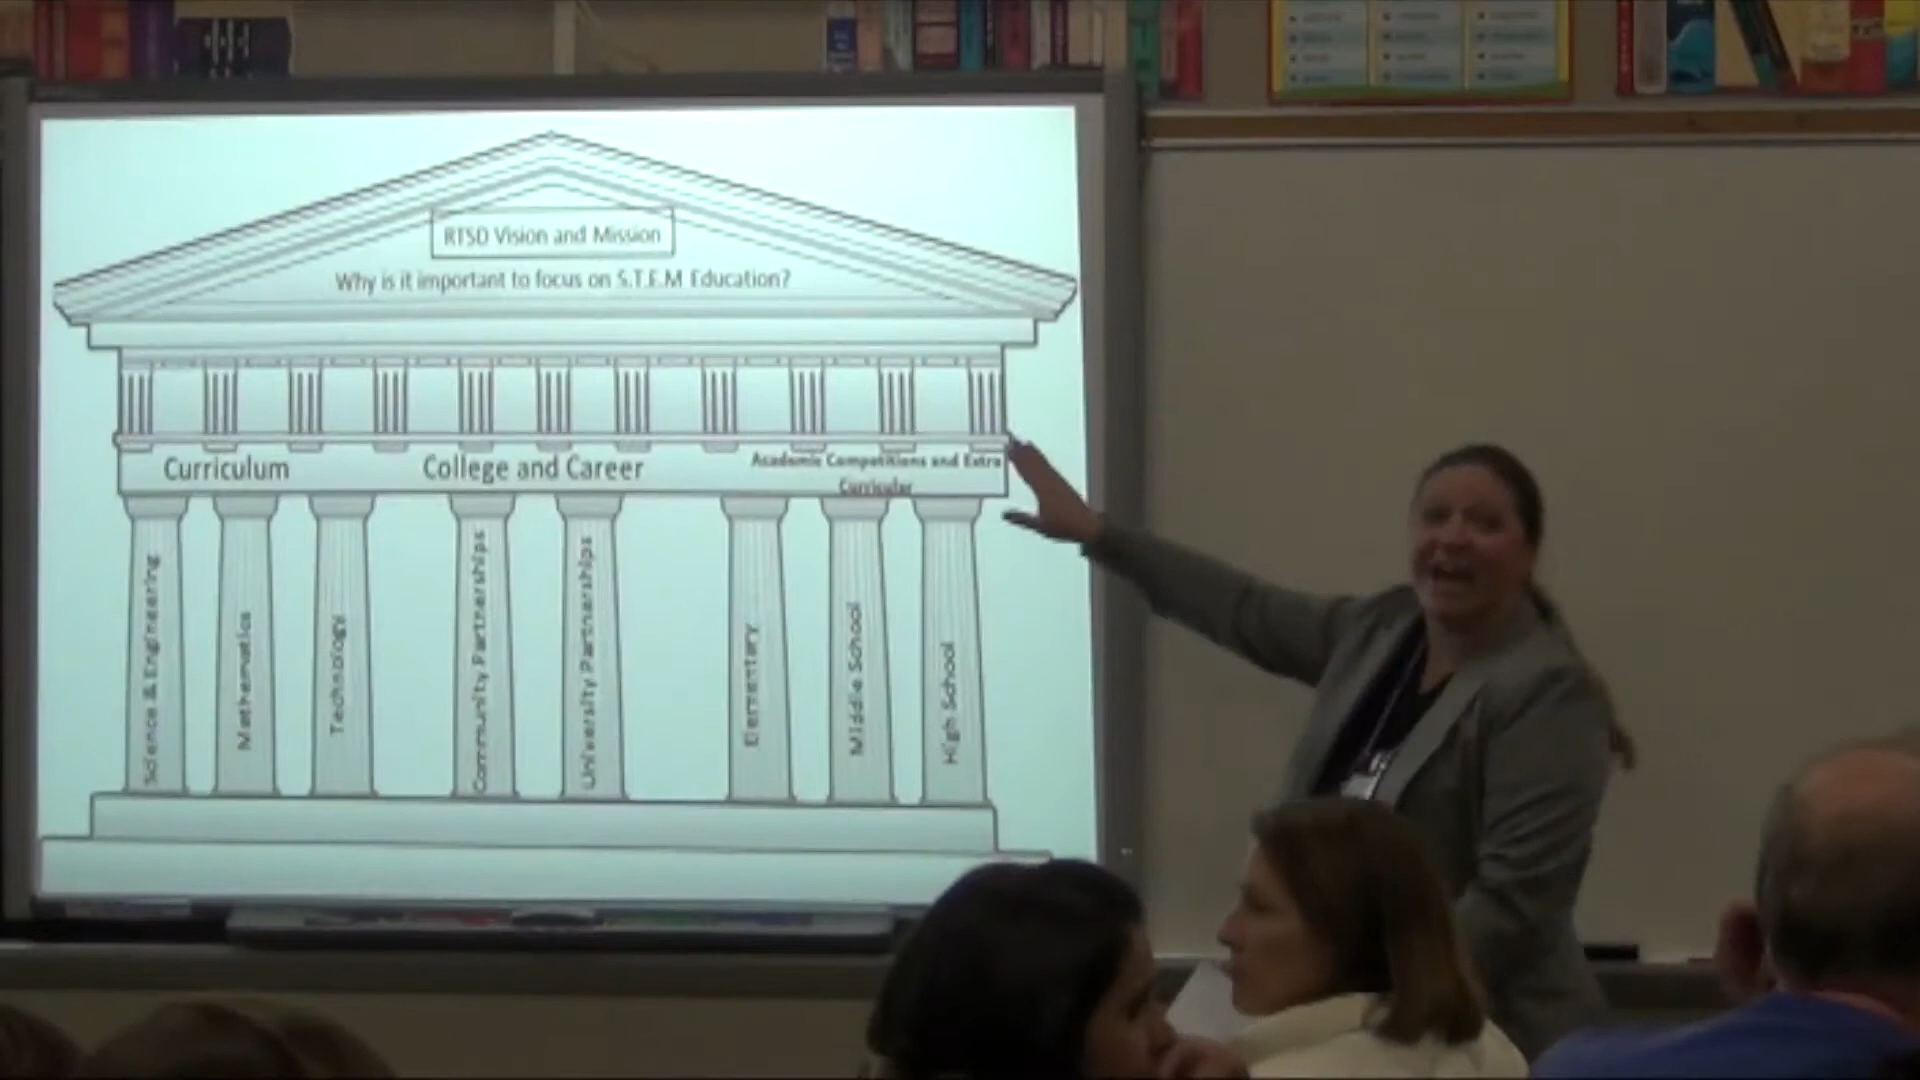 RTSD Vision and Mission
Why is it important to focus on S.T.E.M Education?
Curriculum
College and Career
Academic Competitions and Extra
Curricular
Science & Engineering
Mathematics
Technology
Community Partnerships
University Partnerships
Elementary
Middle School
High School